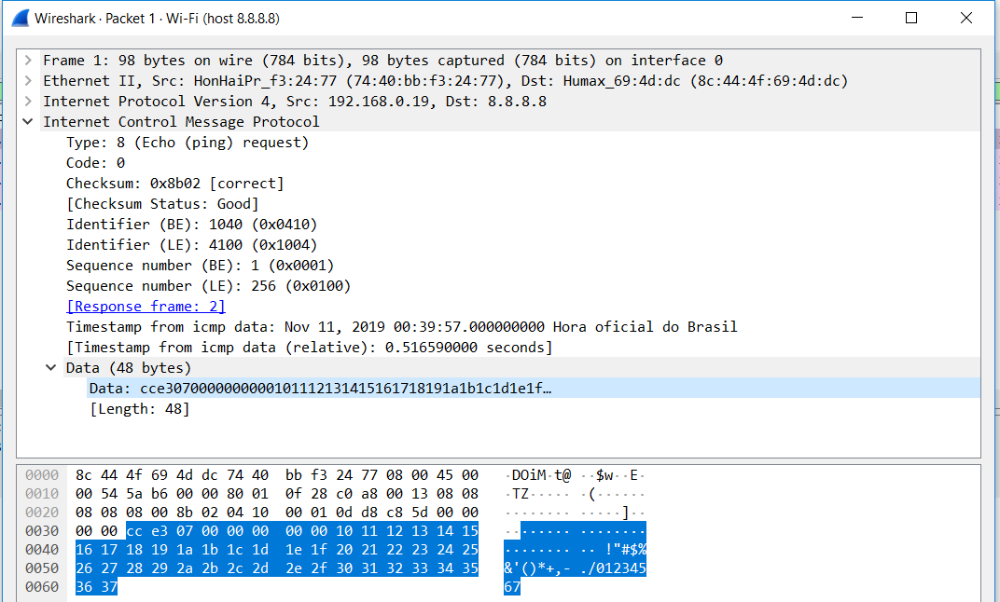 Wireshark · Packet 1 · Wi-Fi (host 8.8.8.8)
Frame 1: 98 bytes on wire (784 bits), 98 bytes captured (784 bits) on interface 0
Ethernet II, Src: HonHaiPr_f3:24:77 (74:40:bb:f3:24:77), Dst: Humax_69:4d:dc (8c:44:4f:69:4d:dc)
Internet Protocol Version 4, Src: 192.168.0.19, Dst: 8.8.8.8
Internet Control Message Protocol
Type: 8 (Echo (ping) request)
Code: 0
Checksum: 0x8b02 [correct]
[Checksum Status: Good]
Identifier (BE): 1040 (0x0410)
Identifier (LE): 4100 (0x1004)
Sequence number (BE): 1 (0x0001)
Sequence number (LE): 256 (0x0100)
[Response frame: 2]
Timestamp from icmp data: Nov 11, 2019 00:39:57.000000000 Hora oficial do Brasil
[Timestamp from icmp data (relative): 0.516590000 seconds]
Data (48 bytes)
Data: cce3070000000000101112131415161718191a1b1c1d1e1f…
[Length: 48]
0000 8c 44 4f 69 4d dc 74 40 bb f3 24 77 08 00 45 00 ·DOiM·t@ ··$w··E·
0010 00 54 5a b6 00 00 80 01 0f 28 c0 a8 00 13 08 08 ·TZ····· ·(······
0020 08 08 08 00 8b 02 04 10 00 01 0d d8 c8 5d 00 00 ········ ·····]··
0030 00 00 cc e3 07 00 00 00 00 00 10 11 12 13 14 15 ········ ········
0040 16 17 18 19 1a 1b 1c 1d 1e 1f 20 21 22 23 24 25 ········ ·· !"#$%
0050 26 27 28 29 2a 2b 2c 2d 2e 2f 30 31 32 33 34 35 &'()*+,- ./012345
0060 36 37 67